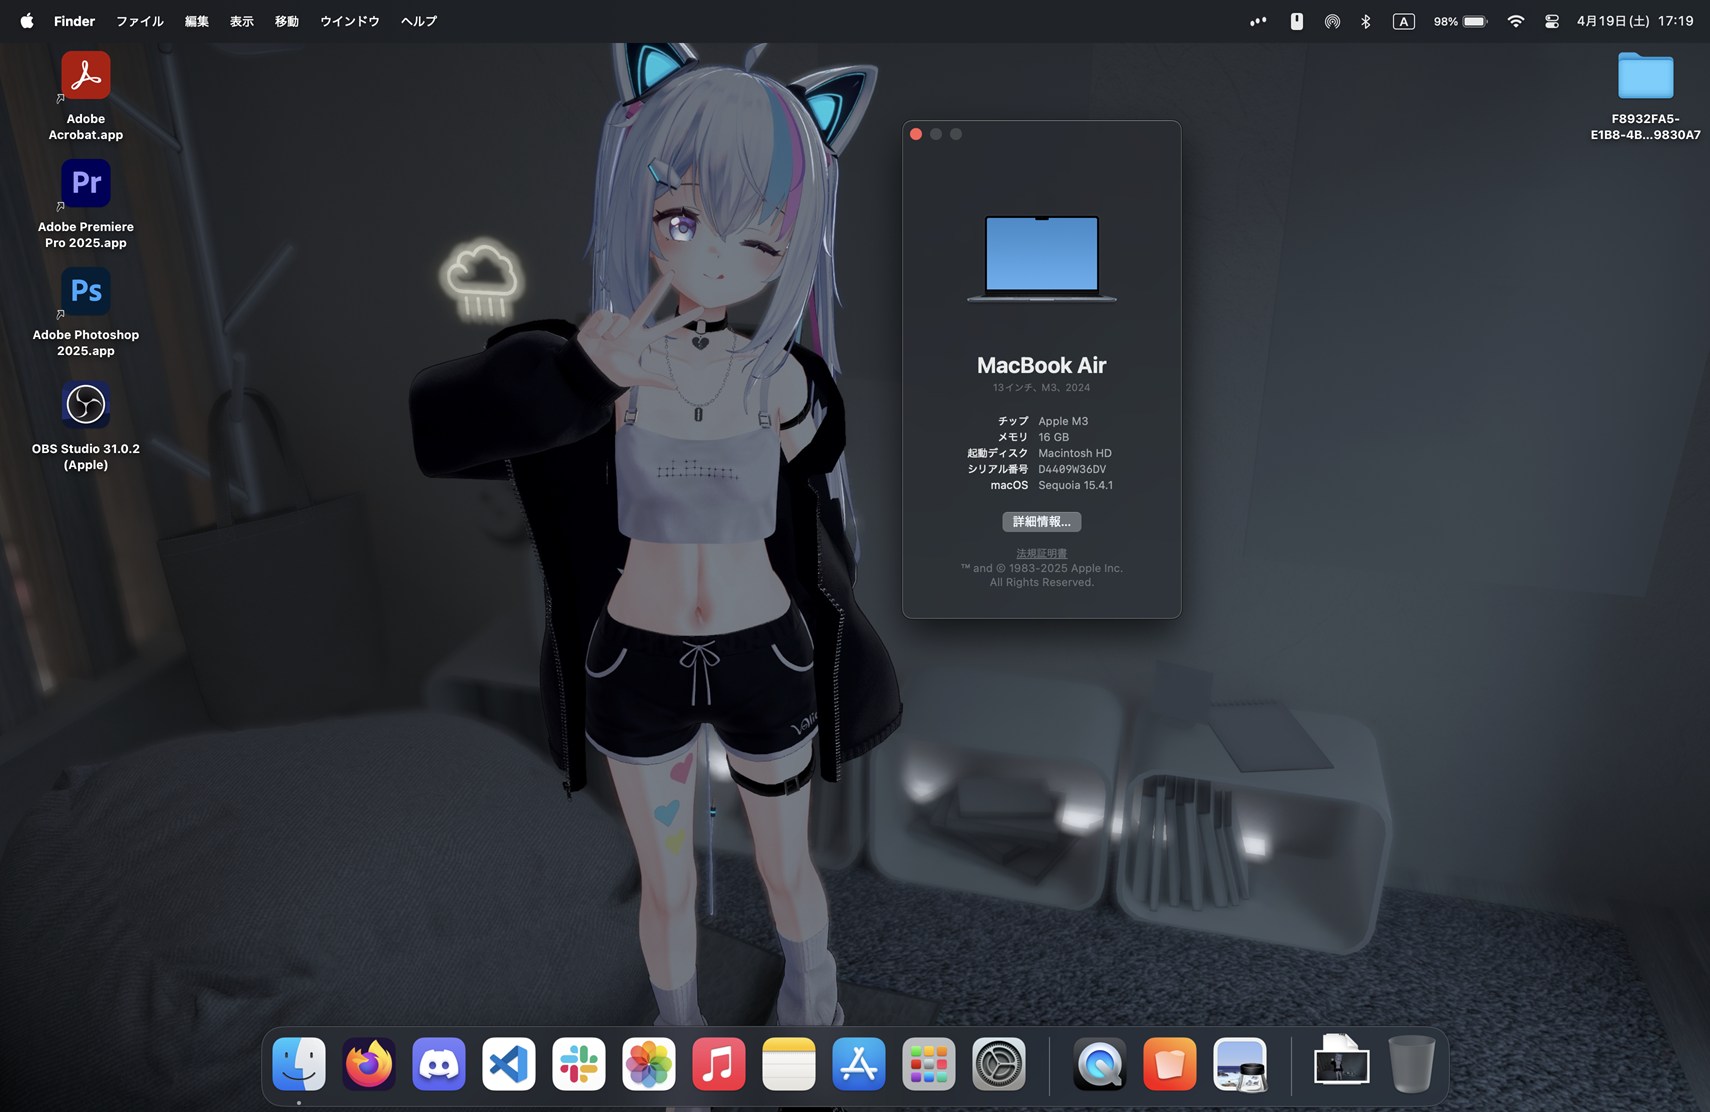 Finder ファイル 編集 表示 移動 ウインドウ ヘルプ
A 98% 4月19日(土) 17:19
Adobe
Acrobat.app
Pr
Adobe Premiere
Pro 2025.app
Ps
Adobe Photoshop
2025.app
OBS Studio 31.0.2
(Apple)
F8932FA5-
E1B8-4B...9830A7
MacBook Air
13インチ、M3、2024
チップ Apple M3
メモリ 16 GB
起動ディスク Macintosh HD
シリアル番号 D4409W36DV
macOS Sequoia 15.4.1
詳細情報...
法規証明書
™ and © 1983-2025 Apple Inc.
All Rights Reserved.